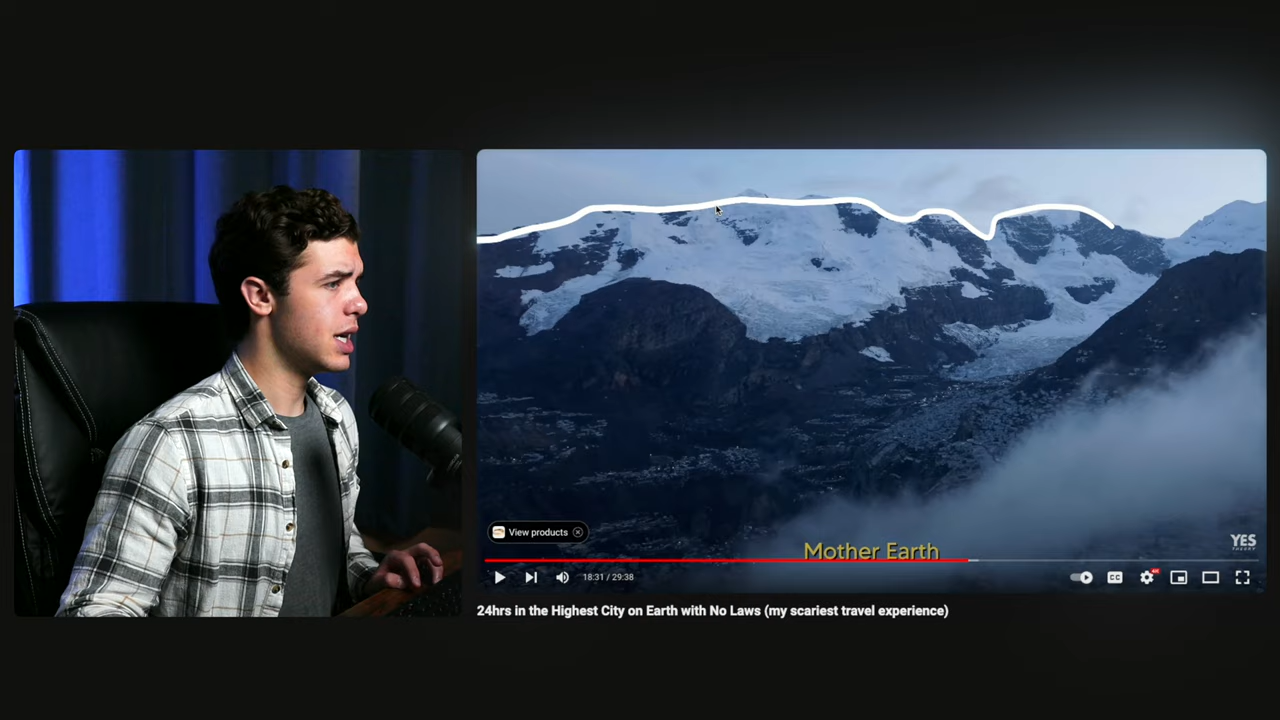 View products
Mother Earth
YES
THEORY
18:31 / 29:38
CC
24hrs in the Highest City on Earth with No Laws (my scariest travel experience)